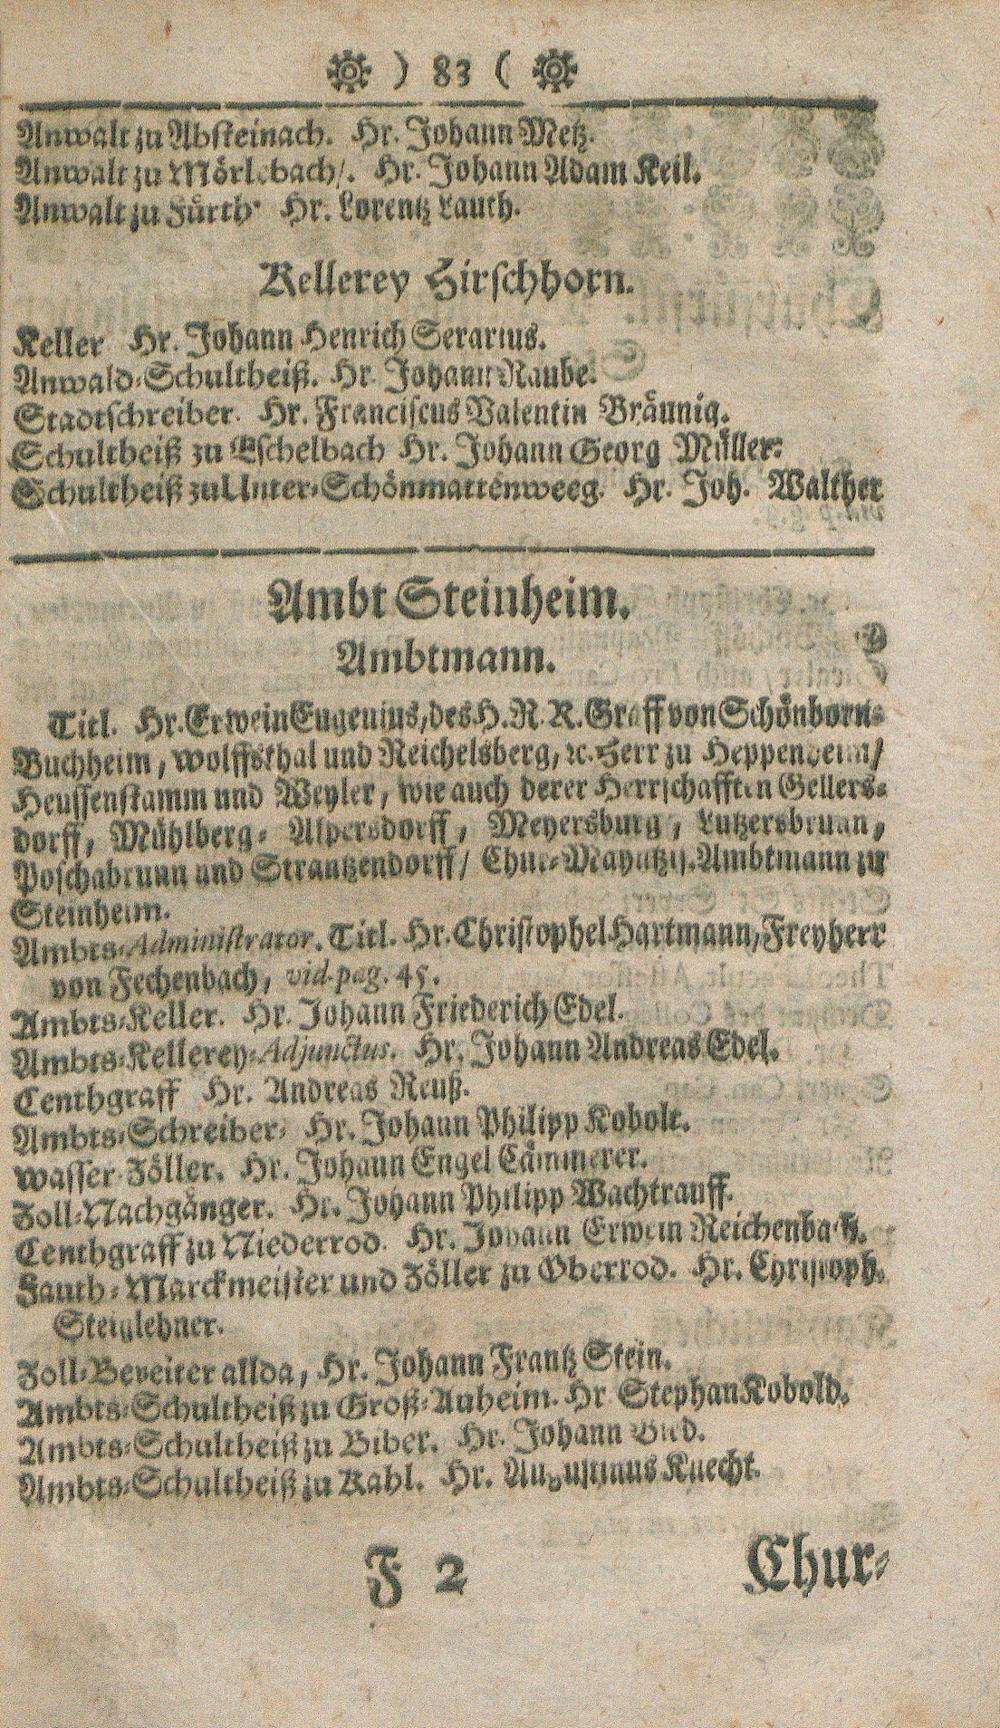 ) 83 (
Anwalt zu Absteinach. Hr. Johann Metz.
Anwalt zu Mörlebach/. Hr. Johann Adam Keil.
Anwalt zu Fürth. Hr. Lorentz Lauth.
Kellerey Hirschhorn.
Keller Hr. Johann Henrich Serarius.
Anwald-Schultheiß. Hr. Johann Raube.
Stadtschreiber. Hr. Franciscus Valentin Bräunig.
Schultheiß zu Eschelbach Hr. Johann Georg Müller.
Schultheiß zu Unter-Schönmattenweeg. Hr. Joh. Walther
Ambt Steinheim.
Ambtmann.
Titl. Hr. Erwein Eugenius, des H. R. R. Graff von Schönborn-
Buchheim, Wolffsthal und Reichelsberg, ꝛc. Herr zu Heppenheim/
Heussenstamm und Weyler, wie auch derer Herrschafften Gellers-
dorff, Mühlberg- Alpersdorff, Meyersburg, Lutzersbrunn,
Poschabrunn und Strantzendorff/ Chur-Mayntzis. Ambtmann zu
Steinheim.
Ambts-Administrator. Titl. Hr. Christophel Hartmann, Freyherr
von Fechenbach, vid. pag. 45.
Ambts-Keller. Hr. Johann Friederich Edel.
Ambts-Kellerey-Adjunctus. Hr. Johann Andreas Edel.
Centhgraff Hr. Andreas Reuß.
Ambts-Schreiber, Hr. Johann Philipp Kobolt.
Wasser-Zöller. Hr. Johann Engel Cämmerer.
Zoll-Nachgänger. Hr. Johann Philipp Wachtrauff.
Centhgraff zu Niederrod. Hr. Johann Erwein Reichenbach.
Fauth-Marckmeister und Zöller zu Oberrod. Hr. Christoph.
Steiglehner.
Zoll-Bereiter allda, Hr. Johann Frantz Stein.
Ambts-Schultheiß zu Groß-Auheim. Hr Stephan Kobold.
Ambts-Schultheiß zu Biber. Hr. Johann
Ambts-Schultheiß zu Kahl. Hr. Augustinus Knecht.
F 2 Chur-